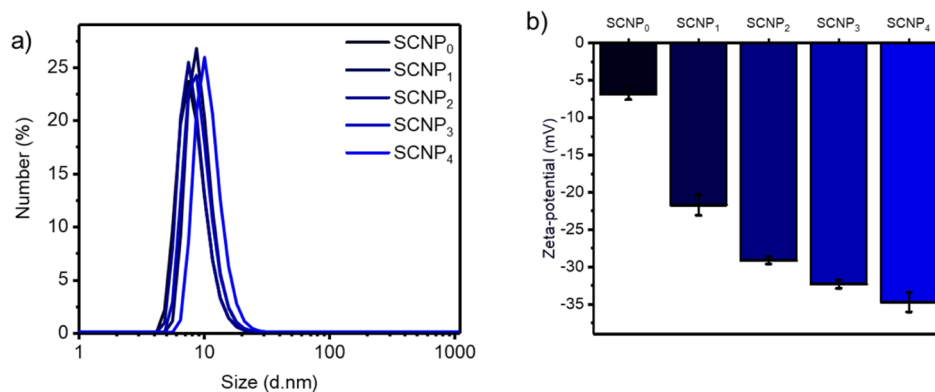 a)
Number (%)
25
20
15
10
5
0
1 10 100 1000
Size (d.nm)
SCNP₀
SCNP₁
SCNP₂
SCNP₃
SCNP₄
b)
SCNP₀ SCNP₁ SCNP₂ SCNP₃ SCNP₄
Zeta-potential (mV)
0
-5
-10
-15
-20
-25
-30
-35